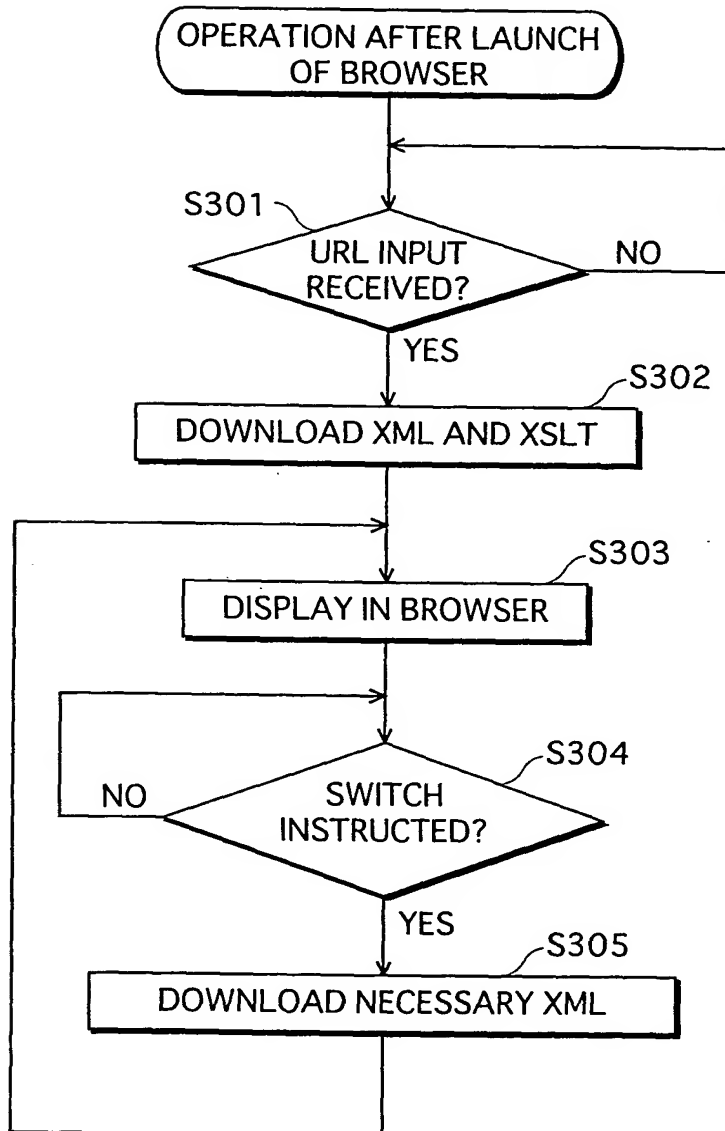 OPERATION AFTER LAUNCH
OF BROWSER
S301
URL INPUT
RECEIVED?
NO
YES
S302
DOWNLOAD XML AND XSLT
S303
DISPLAY IN BROWSER
S304
NO
SWITCH
INSTRUCTED?
YES
S305
DOWNLOAD NECESSARY XML